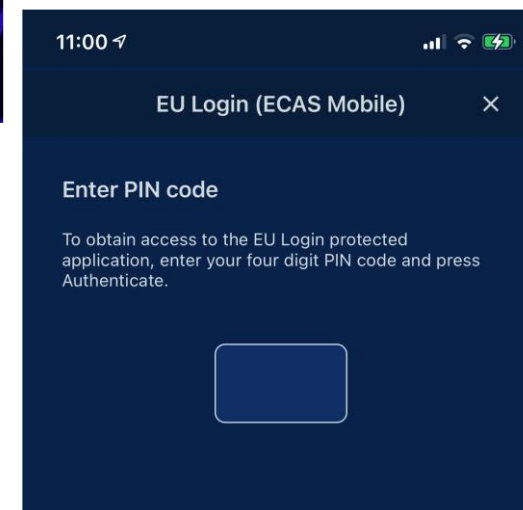 11:00
EU Login (ECAS Mobile)
Enter PIN code
To obtain access to the EU Login protected
application, enter your four digit PIN code and press
Authenticate.